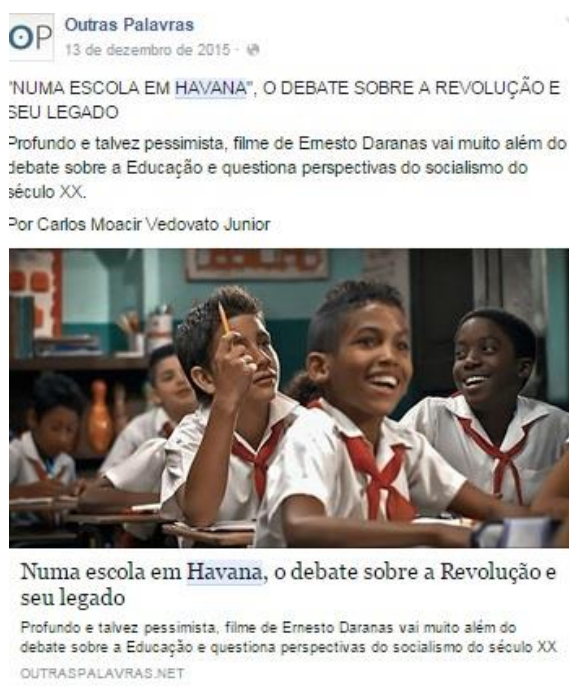 OP Outras Palavras
13 de dezembro de 2015 ·
"NUMA ESCOLA EM HAVANA", O DEBATE SOBRE A REVOLUÇÃO E
SEU LEGADO
Profundo e talvez pessimista, filme de Ernesto Daranas vai muito além do
debate sobre a Educação e questiona perspectivas do socialismo do
século XX.
Por Carlos Moacir Vedovato Junior
Numa escola em Havana, o debate sobre a Revolução e
seu legado
Profundo e talvez pessimista, filme de Ernesto Daranas vai muito além do
debate sobre a Educação e questiona perspectivas do socialismo do século XX
OUTRASPALAVRAS.NET